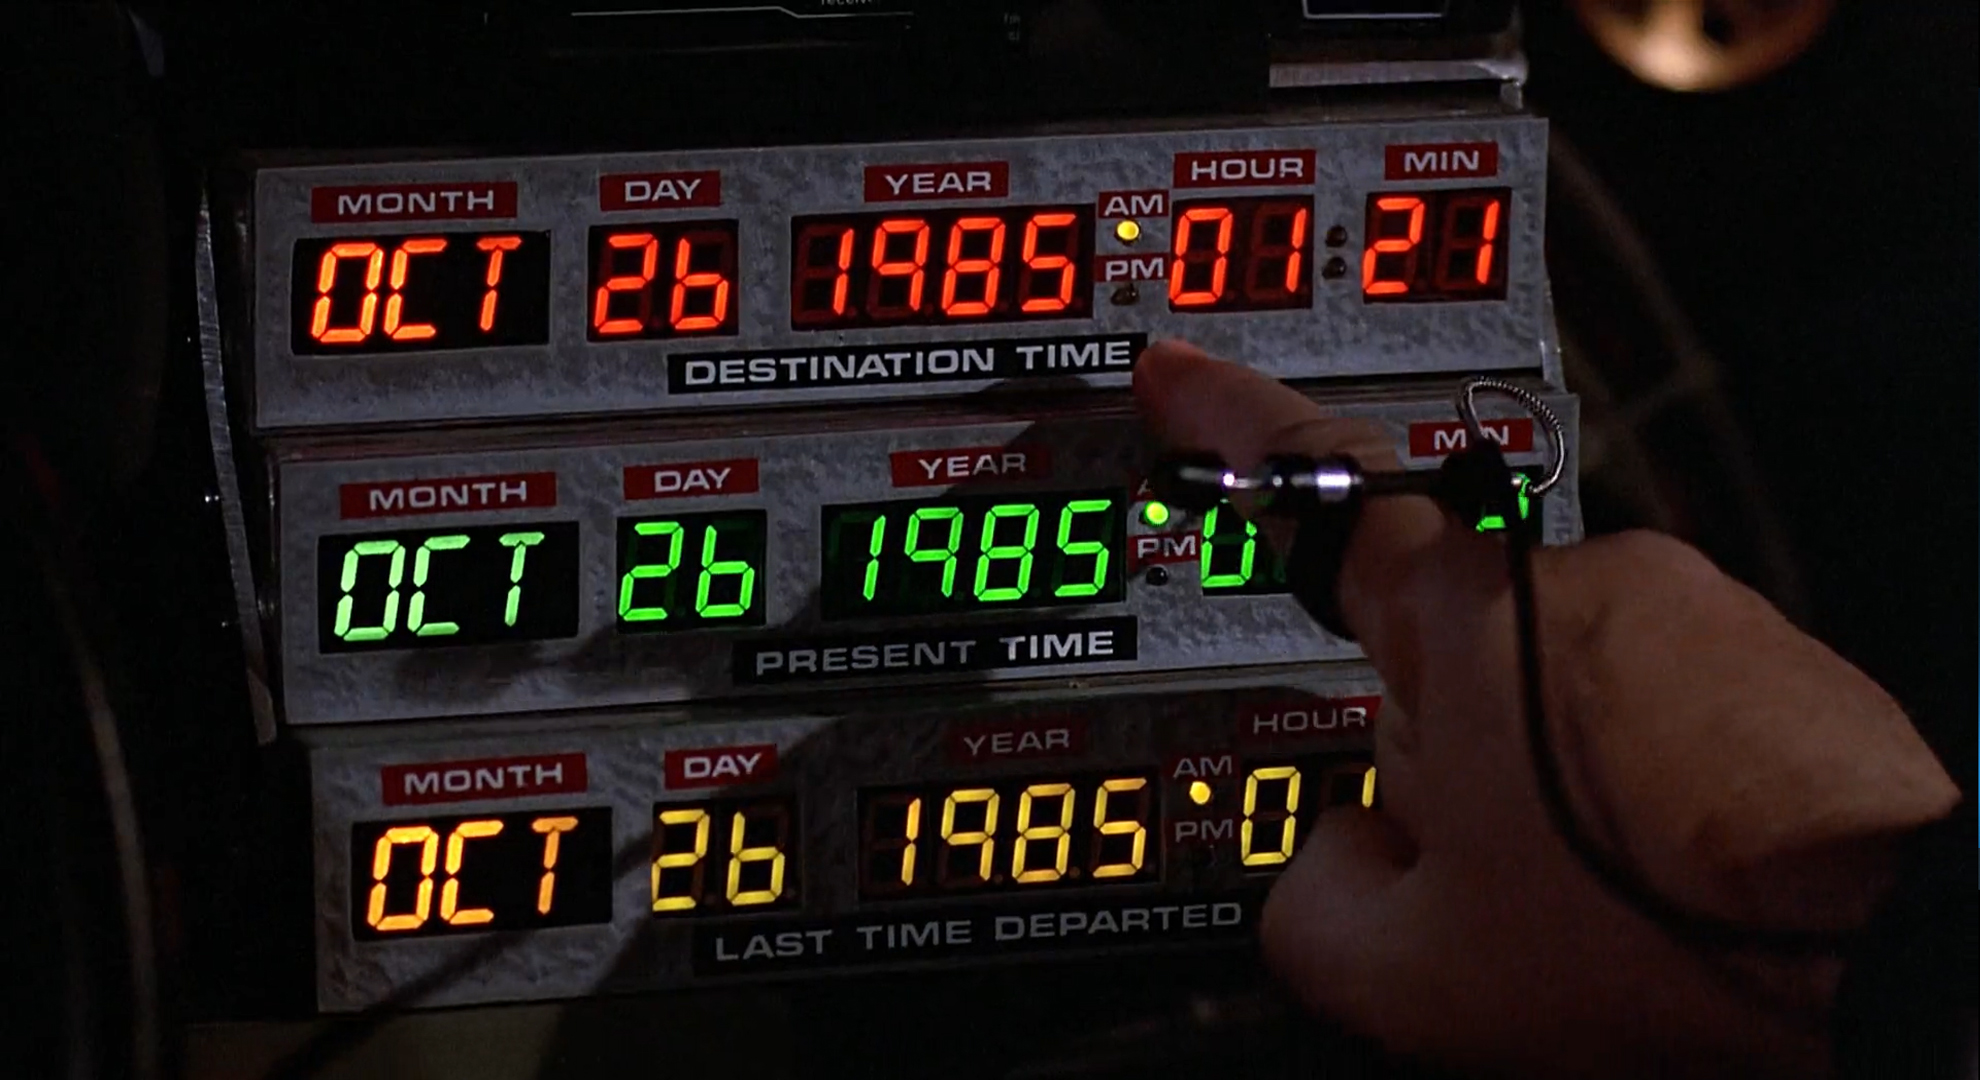 MONTH DAY YEAR AM HOUR MIN
OCT 26 1985 PM 01:21
DESTINATION TIME
MONTH DAY YEAR MIN
OCT 26 1985 PM
PRESENT TIME
MONTH DAY YEAR AM HOUR
OCT 26 1985 PM
LAST TIME DEPARTED